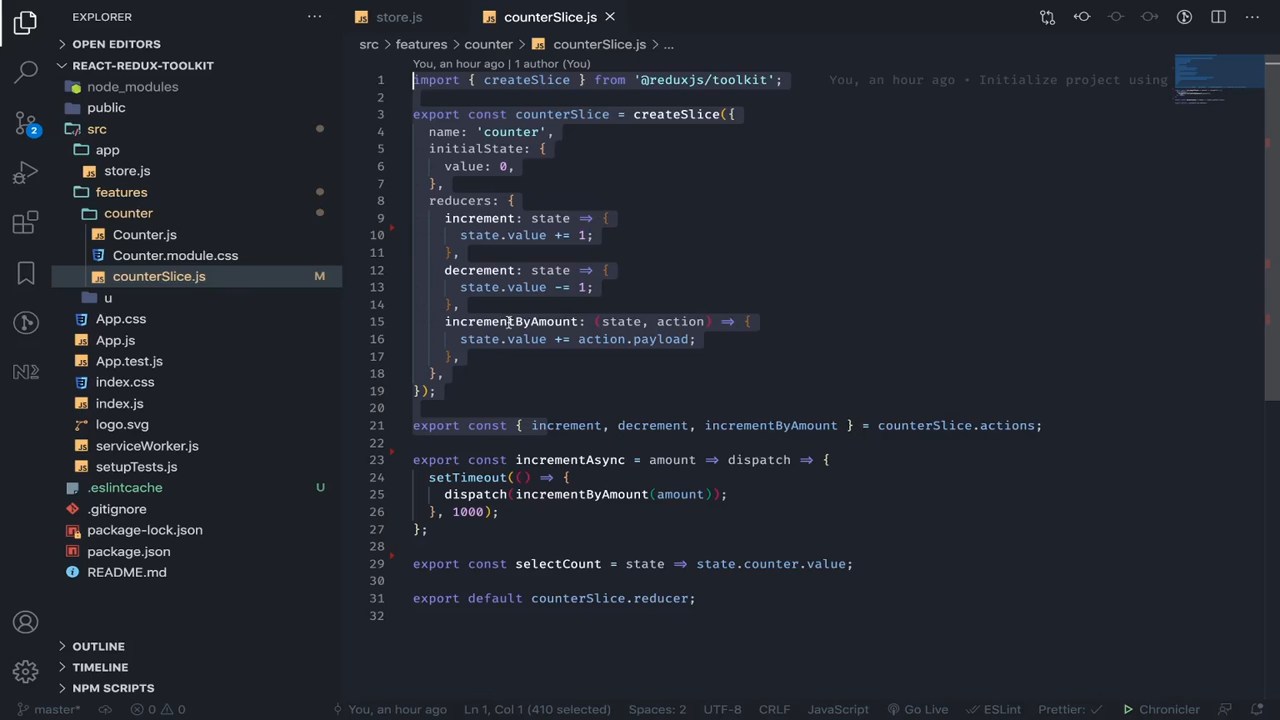 EXPLORER
OPEN EDITORS
REACT-REDUX-TOOLKIT
node_modules
public
src
app
store.js
features
counter
Counter.js
Counter.module.css
counterSlice.js M
u
App.css
App.js
App.test.js
index.css
index.js
logo.svg
serviceWorker.js
setupTests.js
.eslintcache U
.gitignore
package-lock.json
package.json
README.md
OUTLINE
TIMELINE
NPM SCRIPTS
2
store.js counterSlice.js
src > features > counter > counterSlice.js > ...
You, an hour ago | 1 author (You)
1 import { createSlice } from '@reduxjs/toolkit'; You, an hour ago • Initialize project using
2
3 export const counterSlice = createSlice({
4 name: 'counter',
5 initialState: {
6 value: 0,
7 },
8 reducers: {
9 increment: state => {
10 state.value += 1;
11 },
12 decrement: state => {
13 state.value -= 1;
14 },
15 incrementByAmount: (state, action) => {
16 state.value += action.payload;
17 },
18 },
19 });
20
21 export const { increment, decrement, incrementByAmount } = counterSlice.actions;
22
23 export const incrementAsync = amount => dispatch => {
24 setTimeout(() => {
25 dispatch(incrementByAmount(amount));
26 }, 1000);
27 };
28
29 export const selectCount = state => state.counter.value;
30
31 export default counterSlice.reducer;
32
master* 0 0 You, an hour ago Ln 1, Col 1 (410 selected) Spaces: 2 UTF-8 CRLF JavaScript Go Live ESLint Prettier: ✓ Chronicler